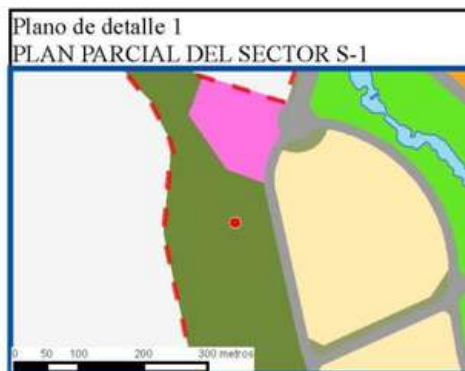 Plano de detalle 1
PLAN PARCIAL DEL SECTOR S-1
0 50 100 200 300 metros